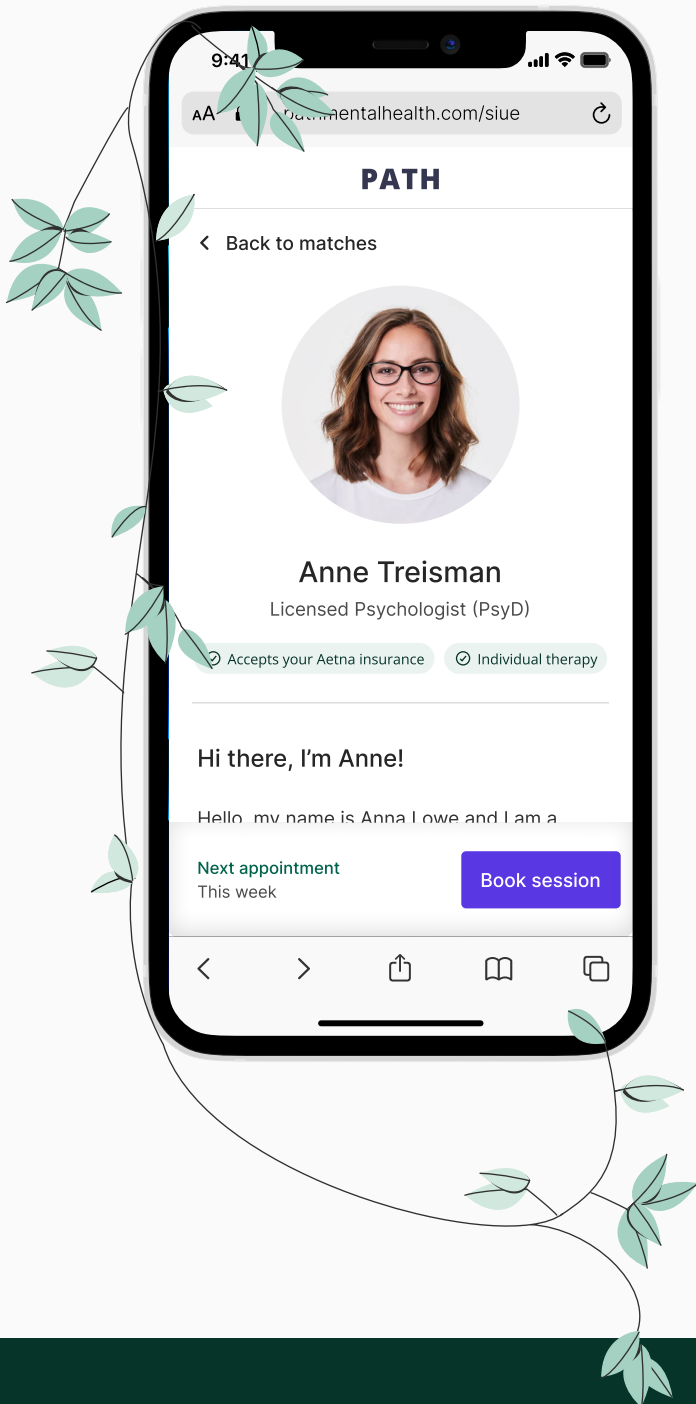 9:41
AA pathmentalhealth.com/siue
PATH
Back to matches
Anne Treisman
Licensed Psychologist (PsyD)
Accepts your Aetna insurance Individual therapy
Hi there, I’m Anne!
Hello, my name is Anna Lowe and I am a
Next appointment
This week
Book session